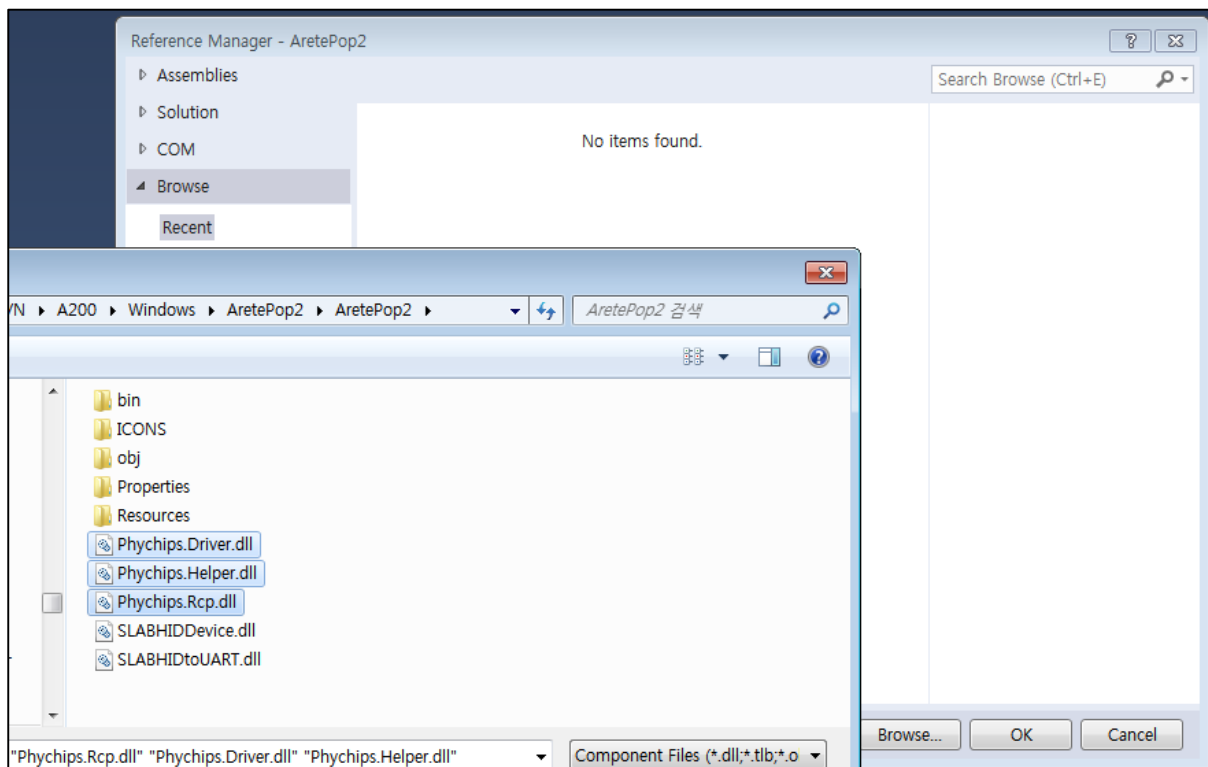 Reference Manager - AretePop2
Assemblies
Search Browse (Ctrl+E)
Solution
COM
No items found.
Browse
Recent
A200 Windows AretePop2 AretePop2
AretePop2 검색
bin
ICONS
obj
Properties
Resources
Phychips.Driver.dll
Phychips.Helper.dll
Phychips.Rcp.dll
SLABHIDDevice.dll
SLABHIDtoUART.dll
Browse...
OK
Cancel
"Phychips.Rcp.dll" "Phychips.Driver.dll" "Phychips.Helper.dll"
Component Files (*.dll;*.tlb;*.o